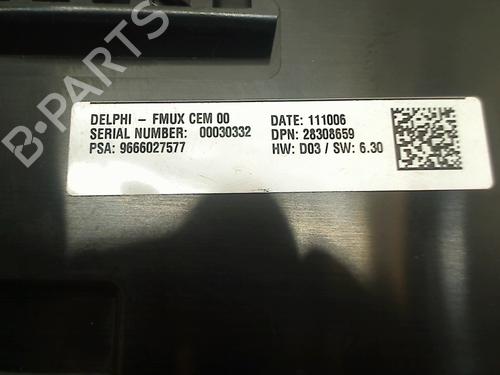 B-PARTS
DELPHI – FMUX CEM 00 DATE: 111006
SERIAL NUMBER: 00030332 DPN: 28308659
PSA: 9666027577 HW: D03 / SW: 6.30